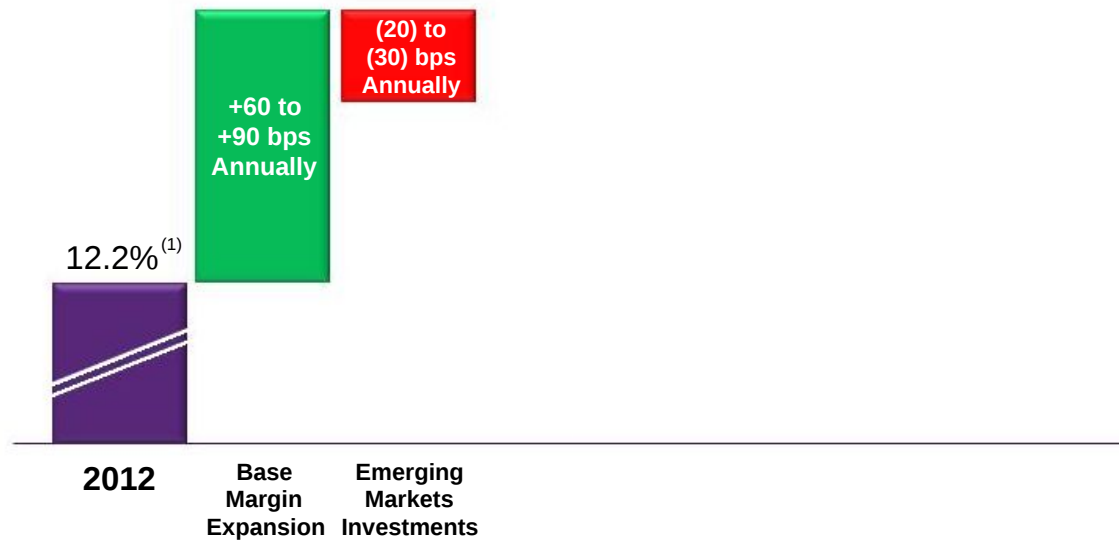 (20) to
(30) bps
Annually
+60 to
+90 bps
Annually
12.2% (1)
2012
Base
Margin
Expansion
Emerging
Markets
Investments